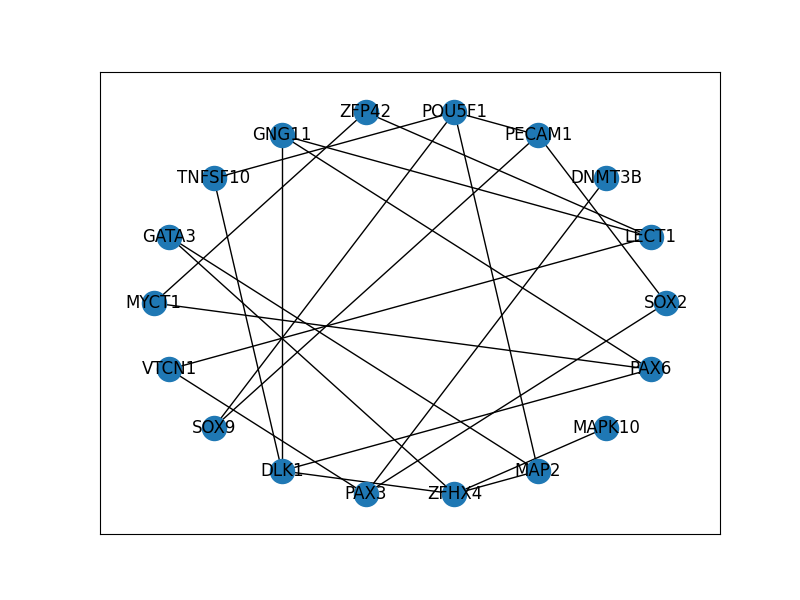 ZFP42 POU5F1
GNG11 PECAM1
TNFSF10 DNMT3B
GATA3 LECT1
MYCT1 SOX2
VTCN1 PAX6
SOX9 MAPK10
DLK1 MAP2
PAX3 ZFHX4